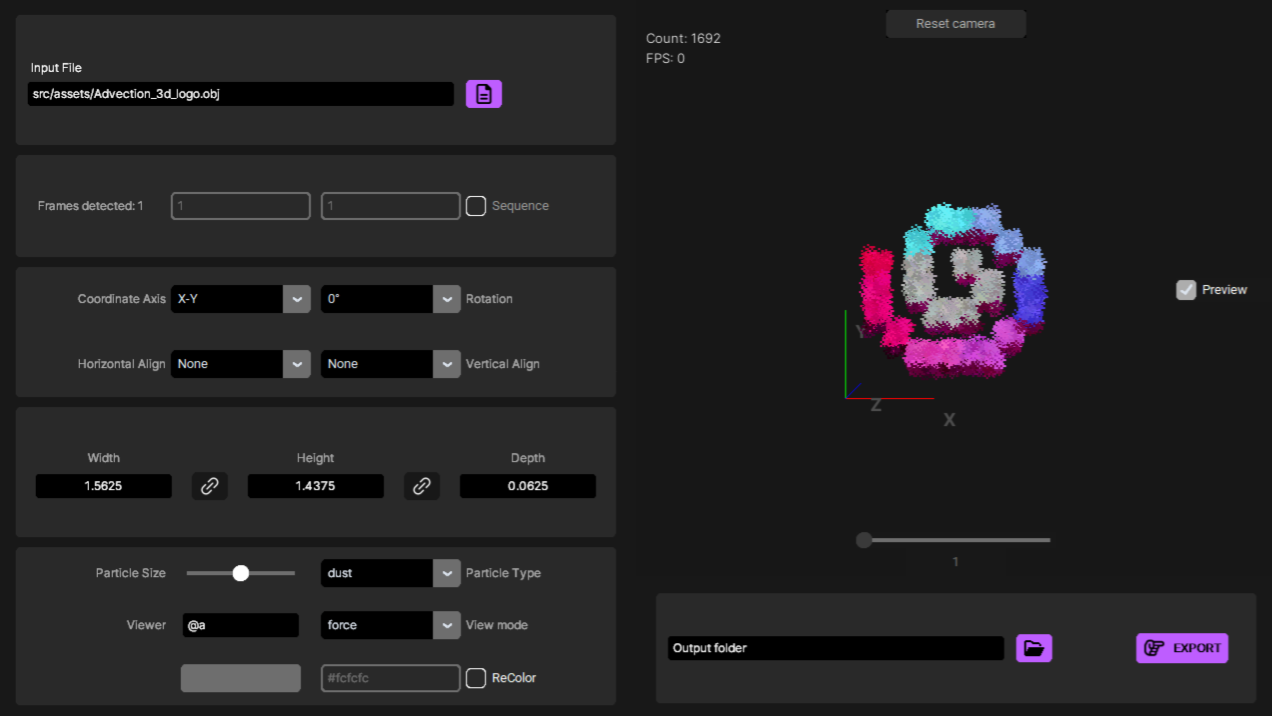 Input File
src/assets/Advection_3d_logo.obj
Frames detected: 1
1
1
Sequence
Coordinate Axis
X-Y
0°
Rotation
Horizontal Align
None
None
Vertical Align
Width
Height
Depth
1.5625
1.4375
0.0625
Particle Size
dust
Particle Type
Viewer
@a
force
View mode
#fcfcfc
ReColor
Reset camera
Count: 1692
FPS: 0
Preview
Y
Z
X
1
Output folder
EXPORT